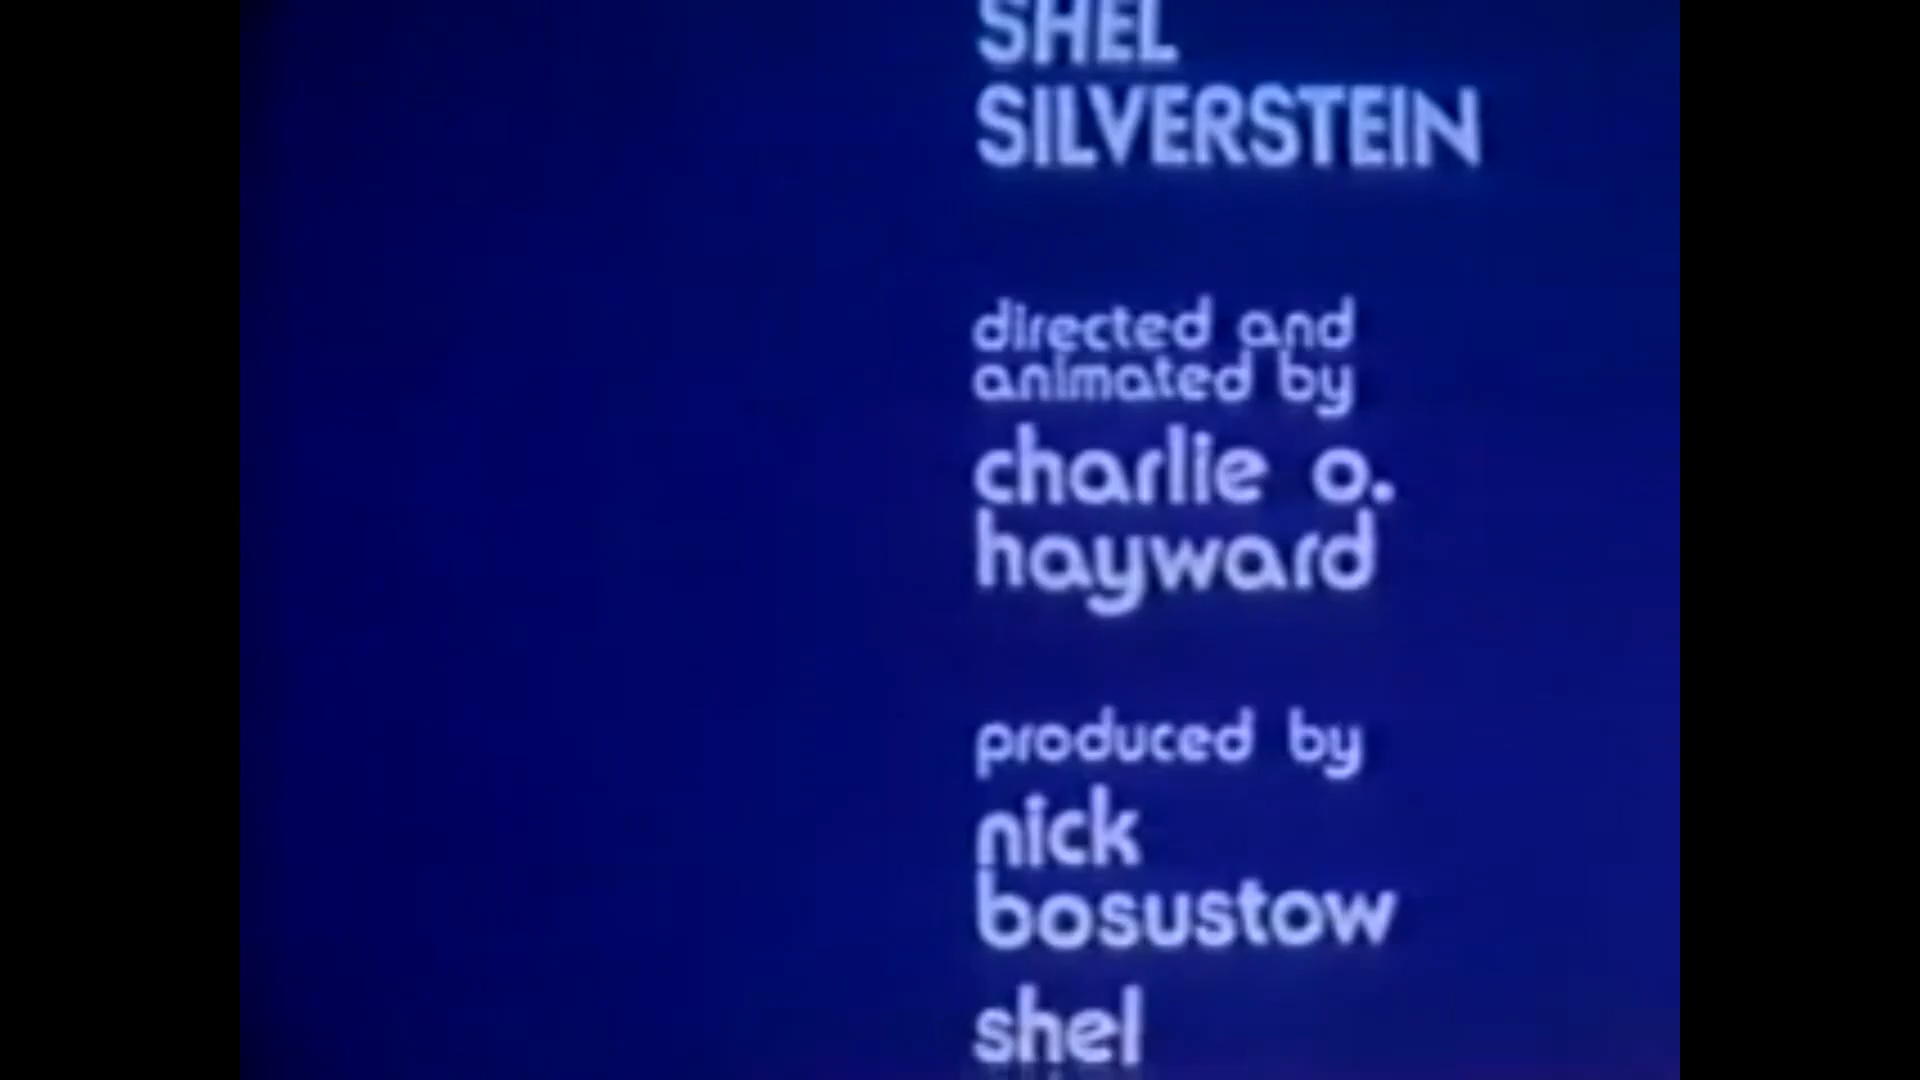 SHEL
SILVERSTEIN
directed and
animated by
charlie o.
hayward
produced by
nick
bosustow
shel